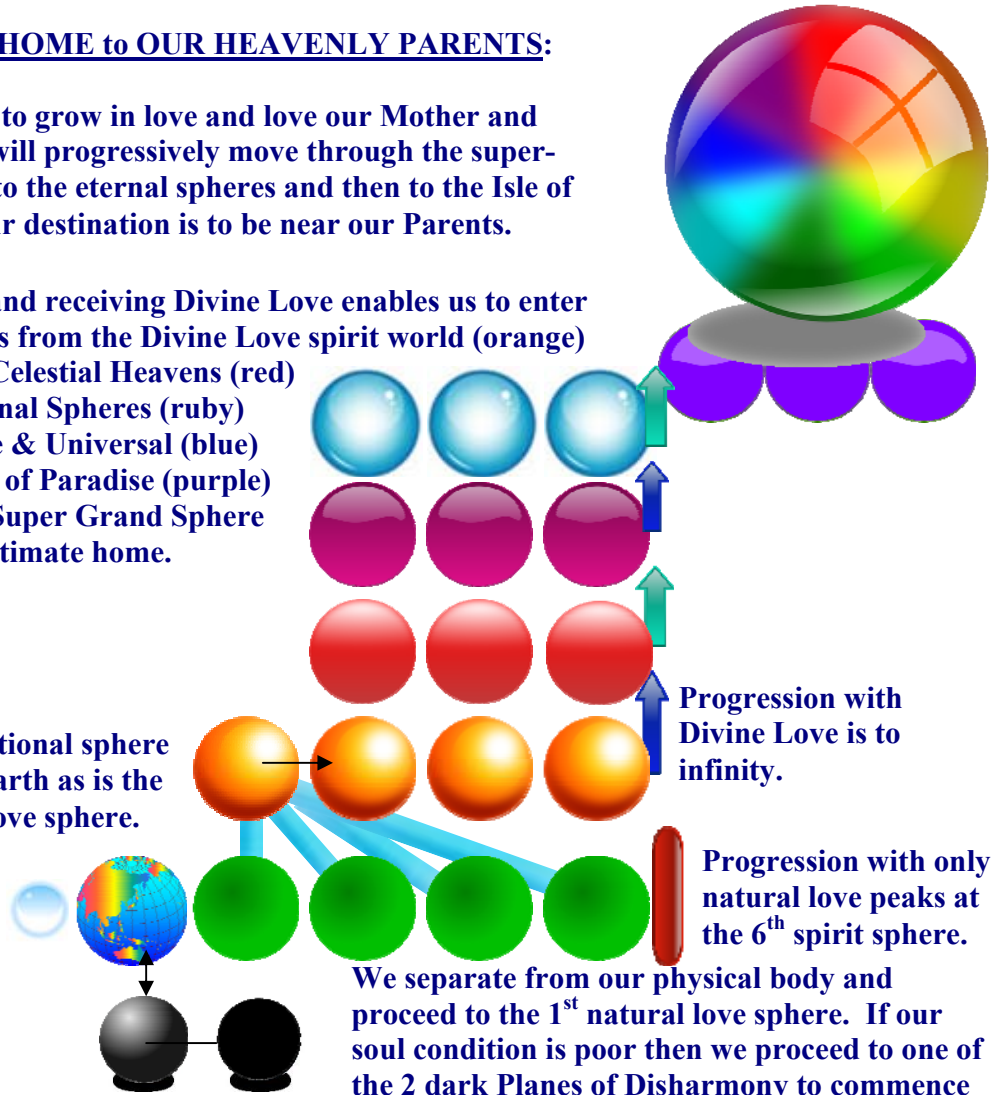 HOME to OUR HEAVENLY PARENTS:
to grow in love and love our Mother and
will progressively move through the super-
to the eternal spheres and then to the Isle of
destination is to be near our Parents.
and receiving Divine Love enables us to enter
from the Divine Love spirit world (orange)
Celestial Heavens (red)
Spheres (ruby)
& Universal (blue)
of Paradise (purple)
Super Grand Sphere
home.
Progression with
Divine Love is to
infinity.
sphere
as is the
sphere.
Progression with only
natural love peaks at
the 6th spirit sphere.
We separate from our physical body and
proceed to the 1st natural love sphere. If our
soul condition is poor then we proceed to one of
the 2 dark Planes of Disharmony to commence